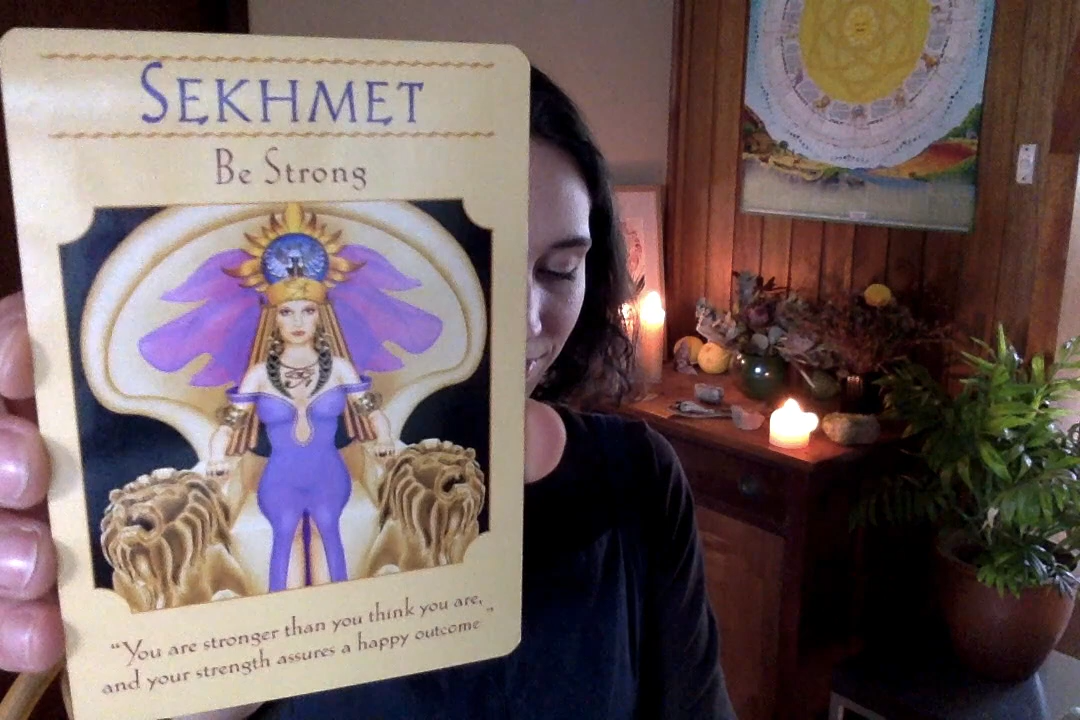 SEKHMET
Be Strong
"You are stronger than you think you are,
and your strength assures a happy outcome"